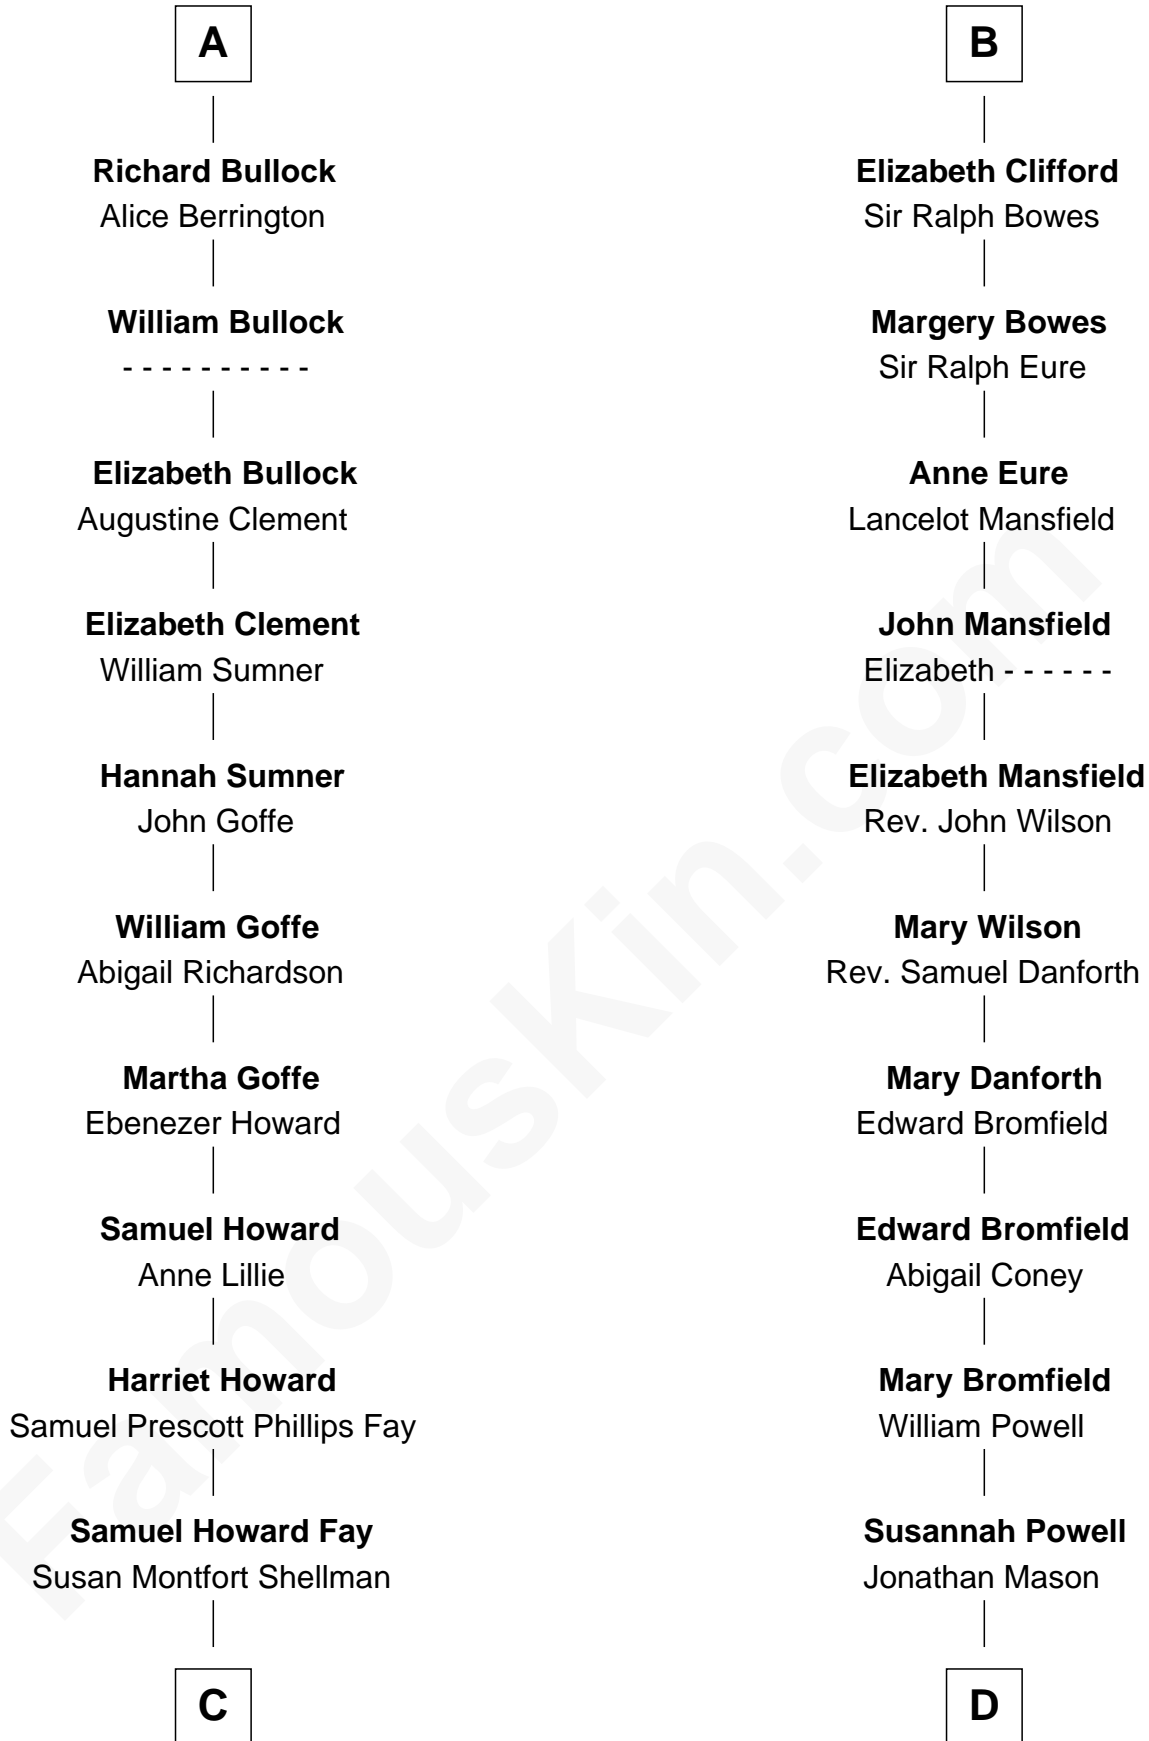 A
Richard Bullock
Alice Berrington
William Bullock
- - - - - - - - - -
Elizabeth Bullock
Augustine Clement
Elizabeth Clement
William Sumner
Hannah Sumner
John Goffe
William Goffe
Abigail Richardson
Martha Goffe
Ebenezer Howard
Samuel Howard
Anne Lillie
Harriet Howard
Samuel Prescott Phillips Fay
Samuel Howard Fay
Susan Montfort Shellman
C
B
Elizabeth Clifford
Sir Ralph Bowes
Margery Bowes
Sir Ralph Eure
Anne Eure
Lancelot Mansfield
John Mansfield
Elizabeth - - - - - -
Elizabeth Mansfield
Rev. John Wilson
Mary Wilson
Rev. Samuel Danforth
Mary Danforth
Edward Bromfield
Edward Bromfield
Abigail Coney
Mary Bromfield
William Powell
Susannah Powell
Jonathan Mason
D
FamousKin.com